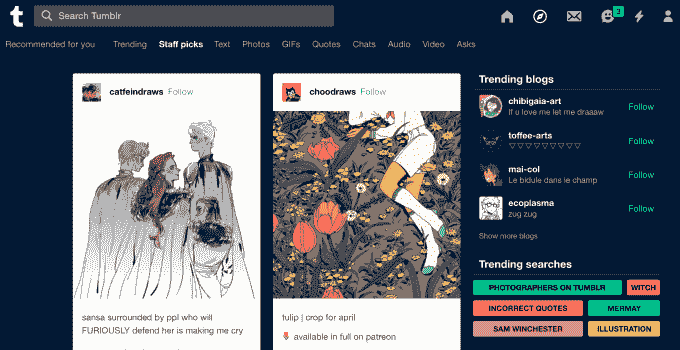 t Search Tumblr 3
Recommended for you Trending Staff picks Text Photos GIFs Quotes Chats Audio Video Asks
catfeindraws Follow
sansa surrounded by ppl who will
FURIOUSLY defend her is making me cry
choodraws Follow
tulip | crop for april
available in full on patreon
Trending blogs
chibigaia-art
If u love me let me draaaw
Follow
toffee-arts
▽▽▽▽▽▽▽▽▽
Follow
mai-col
Le bidule dans le champ
Follow
ecoplasma
zug zug
Follow
Show more blogs
Trending searches
PHOTOGRAPHERS ON TUMBLR WITCH
INCORRECT QUOTES MERMAY
SAM WINCHESTER ILLUSTRATION